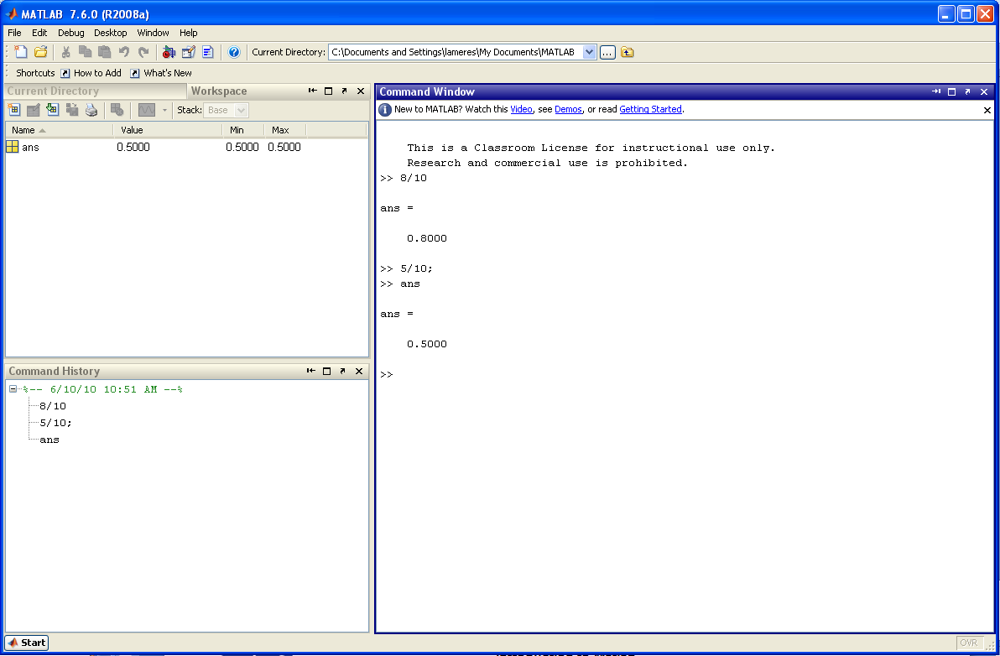 MATLAB 7.6.0 (R2008a)
File Edit Debug Desktop Window Help
Current Directory: C:\Documents and Settings\lameres\My Documents\MATLAB ...
Shortcuts How to Add What's New
Current Directory Workspace
Stack: Base
Name Value Min Max
ans 0.5000 0.5000 0.5000
Command History
%-- 6/10/10 10:51 AM --%
8/10
5/10;
ans
Command Window
New to MATLAB? Watch this Video, see Demos, or read Getting Started.
This is a Classroom License for instructional use only.
Research and commercial use is prohibited.
>> 8/10
ans =
0.8000
>> 5/10;
>> ans
ans =
0.5000
>>
Start
OVR